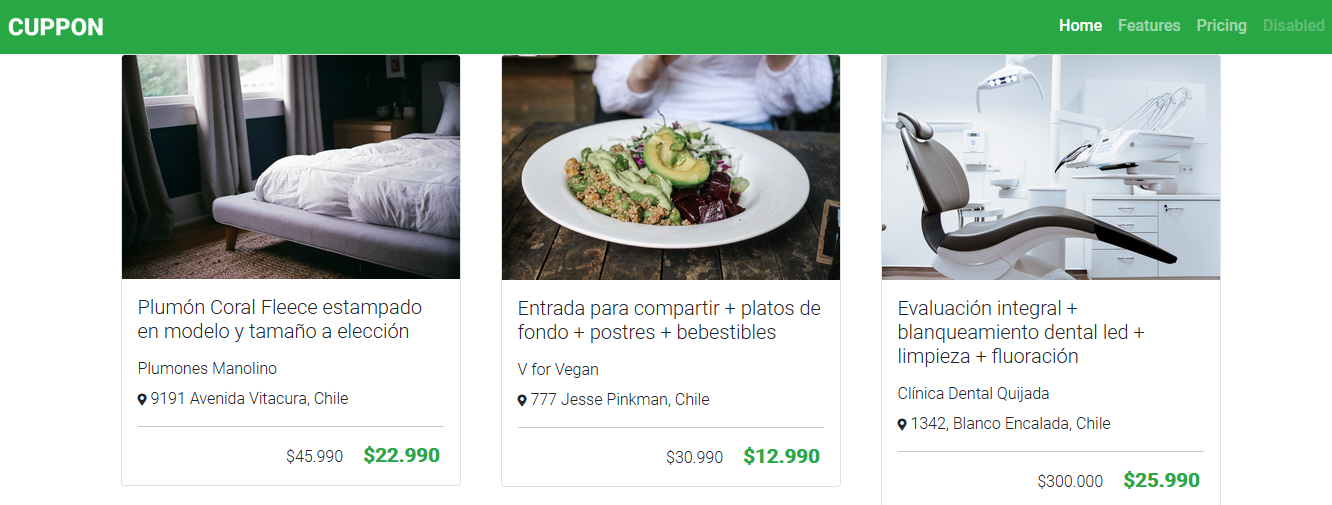 CUPPON
Home Features Pricing Disabled
Plumón Coral Fleece estampado
en modelo y tamaño a elección
Plumones Manolino
9191 Avenida Vitacura, Chile
$45.990 $22.990
Entrada para compartir + platos de
fondo + postres + bebestibles
V for Vegan
777 Jesse Pinkman, Chile
$30.990 $12.990
Evaluación integral +
blanqueamiento dental led +
limpieza + fluoración
Clínica Dental Quijada
1342, Blanco Encalada, Chile
$300.000 $25.990